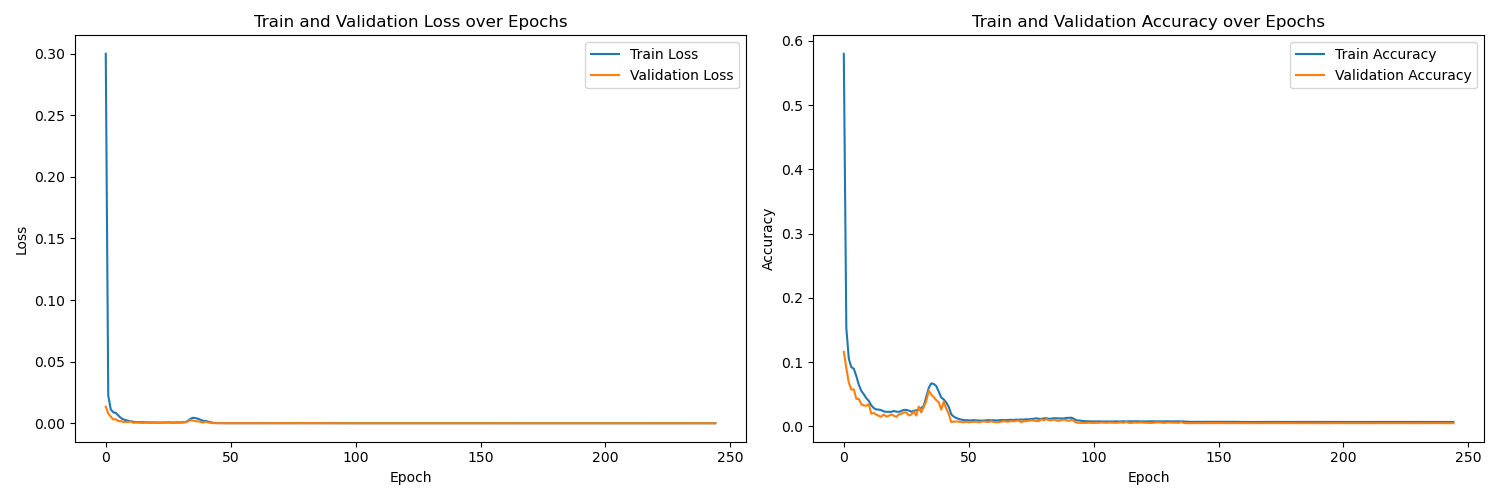 Train and Validation Loss over Epochs
0.30
0.25
0.20
0.15
0.10
0.05
0.00
Loss
0
50
100
150
200
250
Epoch
Train Loss
Validation Loss
Train and Validation Accuracy over Epochs
0.6
0.5
0.4
0.3
0.2
0.1
0.0
Accuracy
0
50
100
150
200
250
Epoch
Train Accuracy
Validation Accuracy